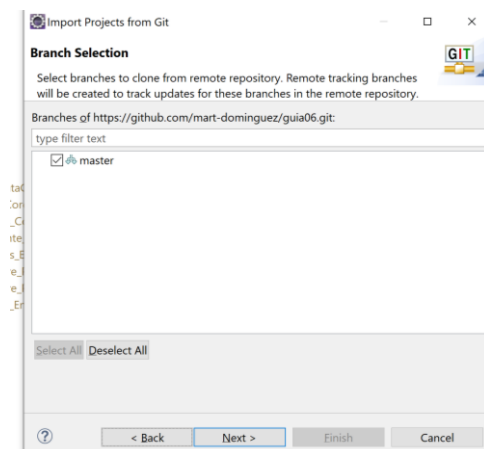 Import Projects from Git
Branch Selection
GIT
Select branches to clone from remote repository. Remote tracking branches
will be created to track updates for these branches in the remote repository.
Branches of https://github.com/mart-dominguez/guia06.git:
type filter text
master
Select All Deselect All
< Back Next > Finish Cancel